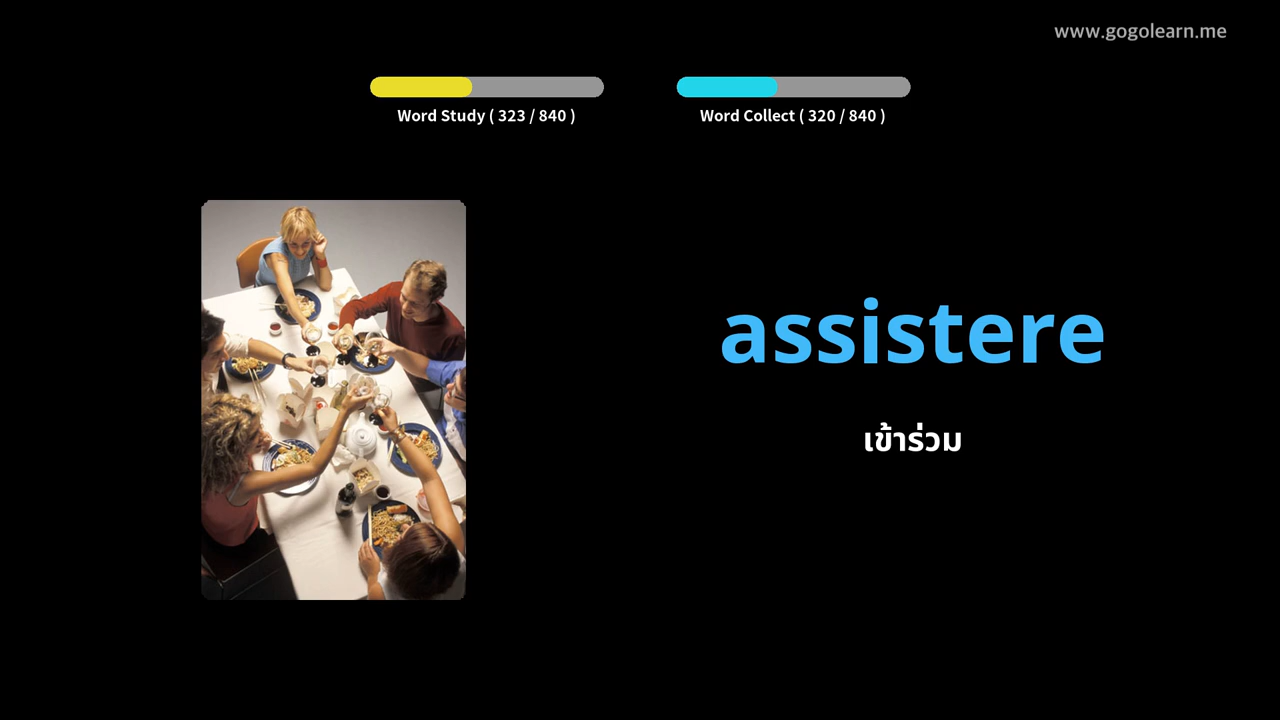 www.gogolearn.me
Word Study ( 323 / 840 )
Word Collect ( 320 / 840 )
assistere
เข้าร่วม